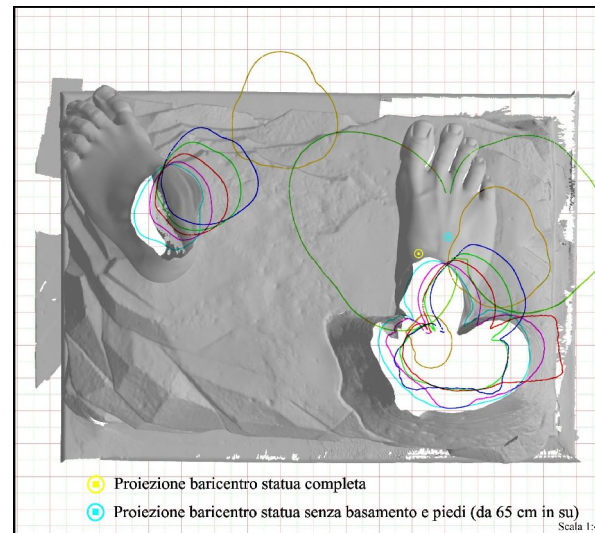 Proiezione baricentro statua completa
Proiezione baricentro statua senza basamento e piedi (da 65 cm in su)
Scala 1: